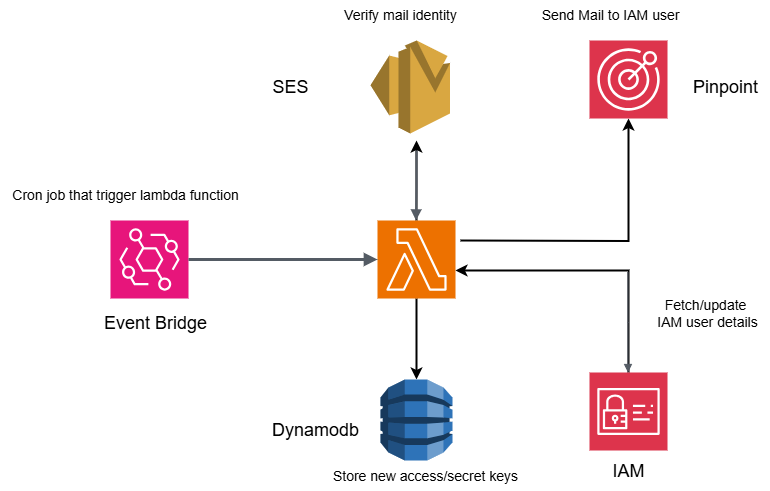 Verify mail identity
Send Mail to IAM user
SES
Pinpoint
Cron job that trigger lambda function
Event Bridge
Fetch/update
IAM user details
Dynamodb
Store new access/secret keys
IAM